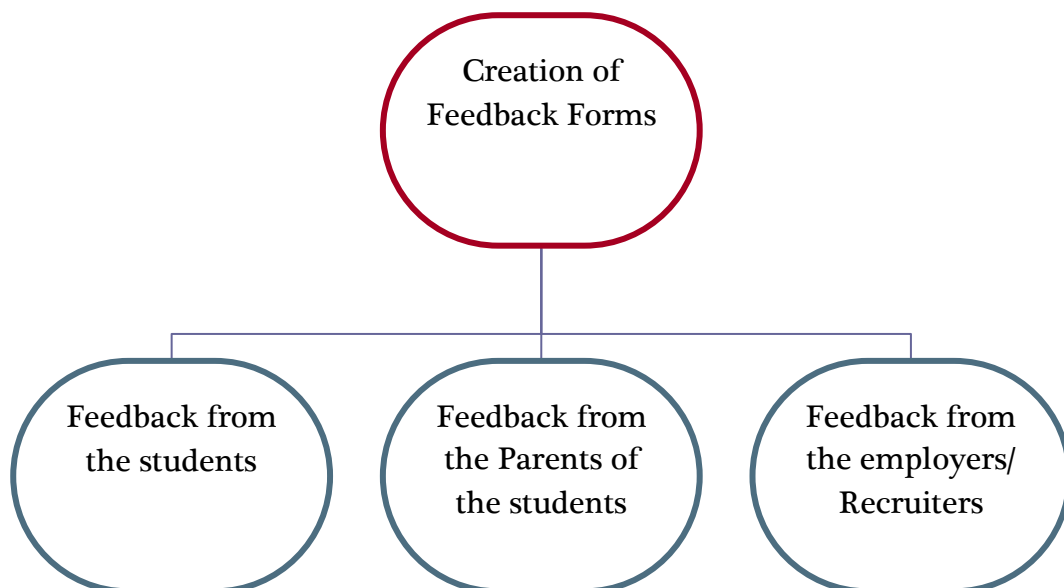 Creation of
Feedback Forms
Feedback from
the students
Feedback from
the Parents of
the students
Feedback from
the employers/
Recruiters